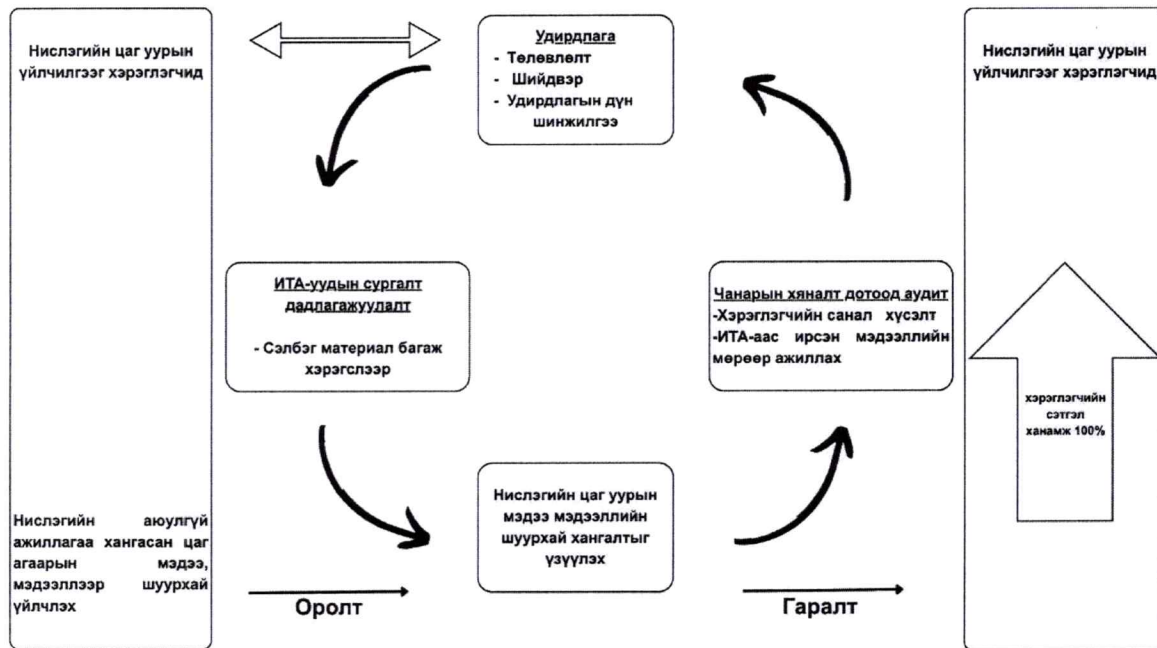 Нислэгийн цаг уурын
үйлчилгээг хэрэглэгчид
Нислэгийн аюулгүй
ажиллагаа хангасан цаг
агаарын мэдээ,
мэдээллээр шуурхай
үйлчлэх
Удирдлага
- Төлөвлөлт
- Шийдвэр
- Удирдлагын дүн
шинжилгээ
ИТА-уудын сургалт
дадлагажуулалт
- Сэлбэг материал багаж
хэрэгслээр
Чанарын хяналт дотоод аудит
-Хэрэглэгчийн санал хүсэлт
-ИТА-аас ирсэн мэдээллийн
мөрөөр ажиллах
Нислэгийн цаг уурын
мэдээ мэдээллийн
шуурхай хангалтыг
үзүүлэх
Оролт
Гаралт
Нислэгийн цаг уурын
үйлчилгээг хэрэглэгчид
хэрэглэгчийн
сэтгэл
ханамж 100%